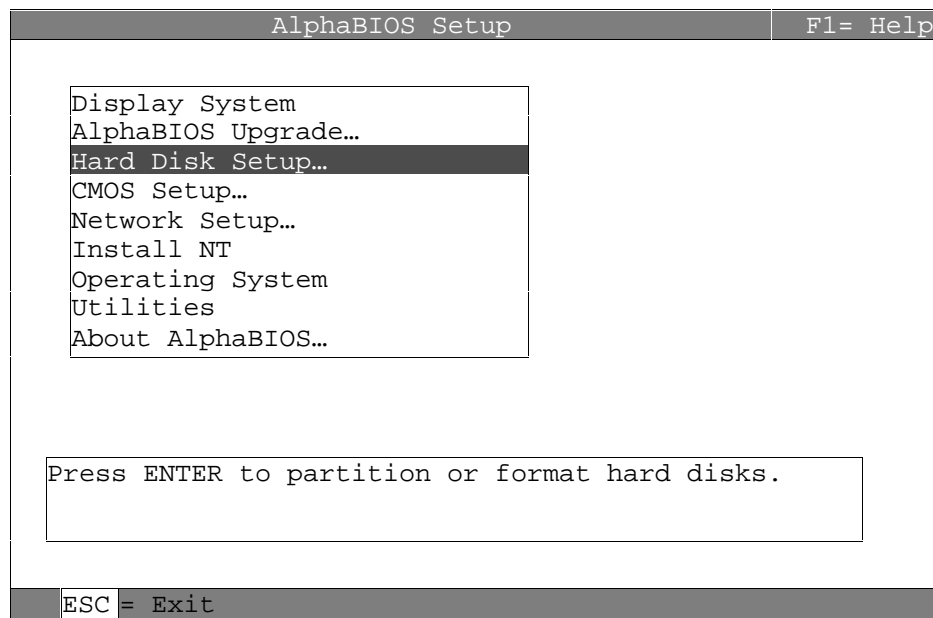 AlphaBIOS Setup F1= Help
Display System
AlphaBIOS Upgrade…
Hard Disk Setup…
CMOS Setup…
Network Setup…
Install NT
Operating System
Utilities
About AlphaBIOS…
Press ENTER to partition or format hard disks.
ESC = Exit